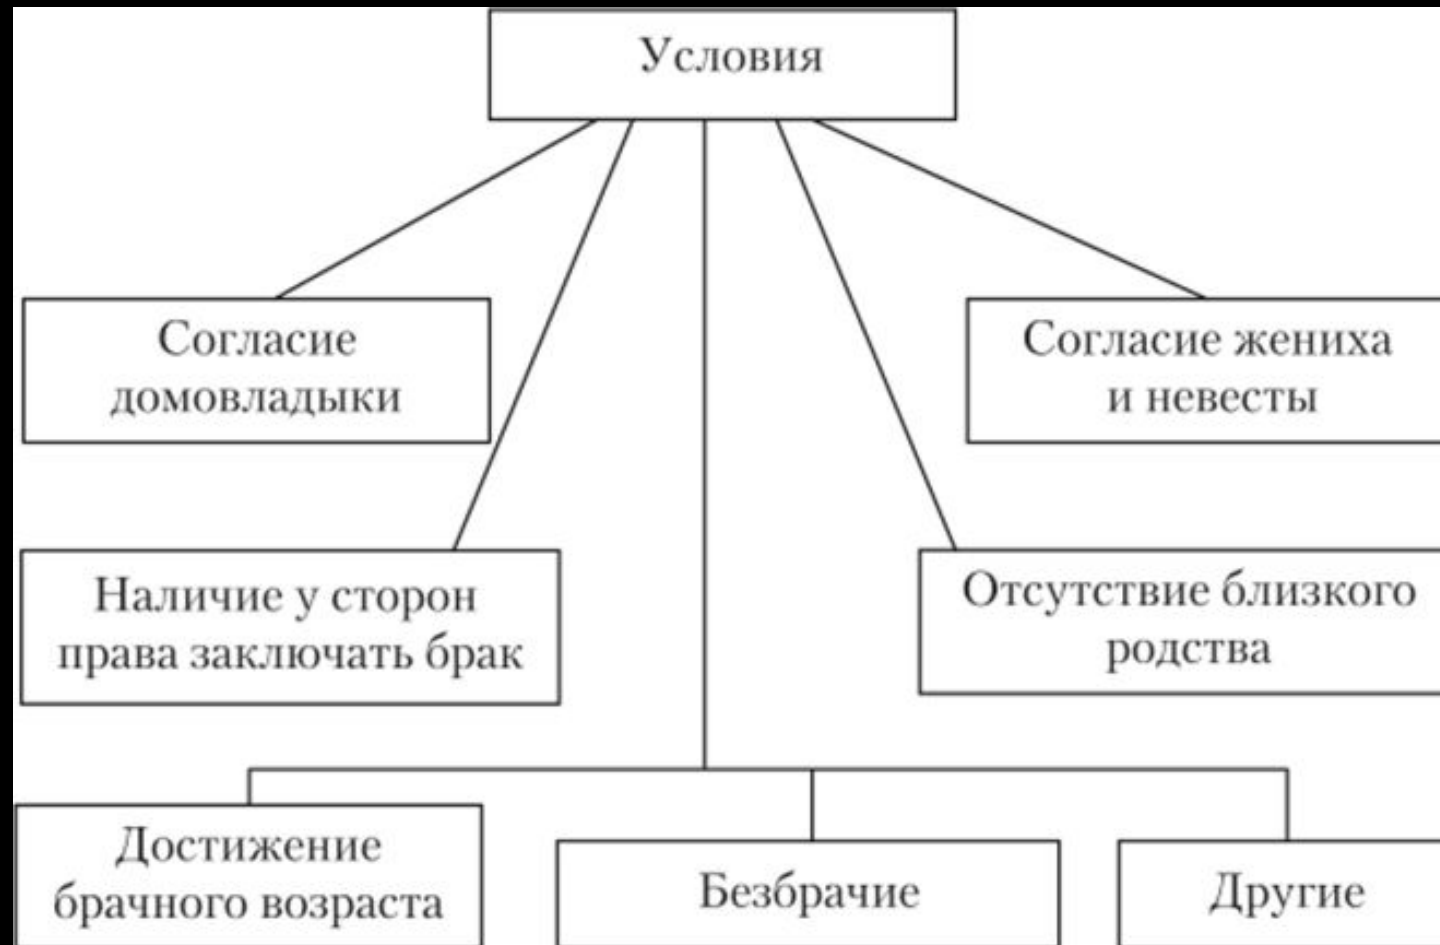 Условия
Согласие
домовладыки
Согласие жениха
и невесты
Наличие у сторон
права заключать брак
Отсутствие близкого
родства
Достижение
брачного возраста
Безбрачие
Другие